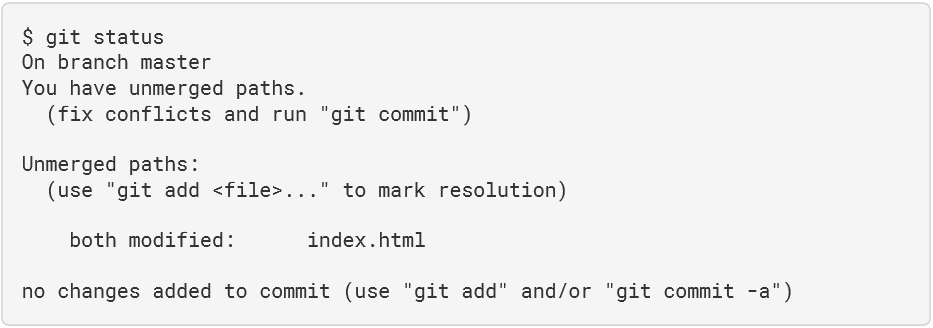 $ git status
On branch master
You have unmerged paths.
  (fix conflicts and run "git commit")

Unmerged paths:
  (use "git add <file>..." to mark resolution)

    both modified:      index.html

no changes added to commit (use "git add" and/or "git commit -a")